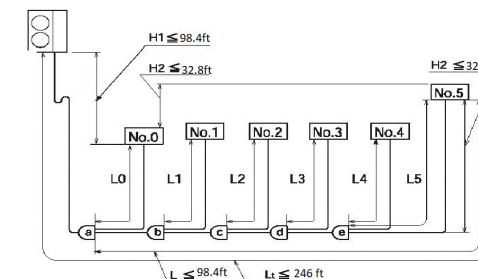 H1 ≦98.4ft
H2 ≦32.8ft
H2 ≦32
No.5
No.0 No.1 No.2 No.3 No.4
L0 L1 L2 L3 L4 L5
a b c d e
L ≦98.4ft Lt≦ 246 ft